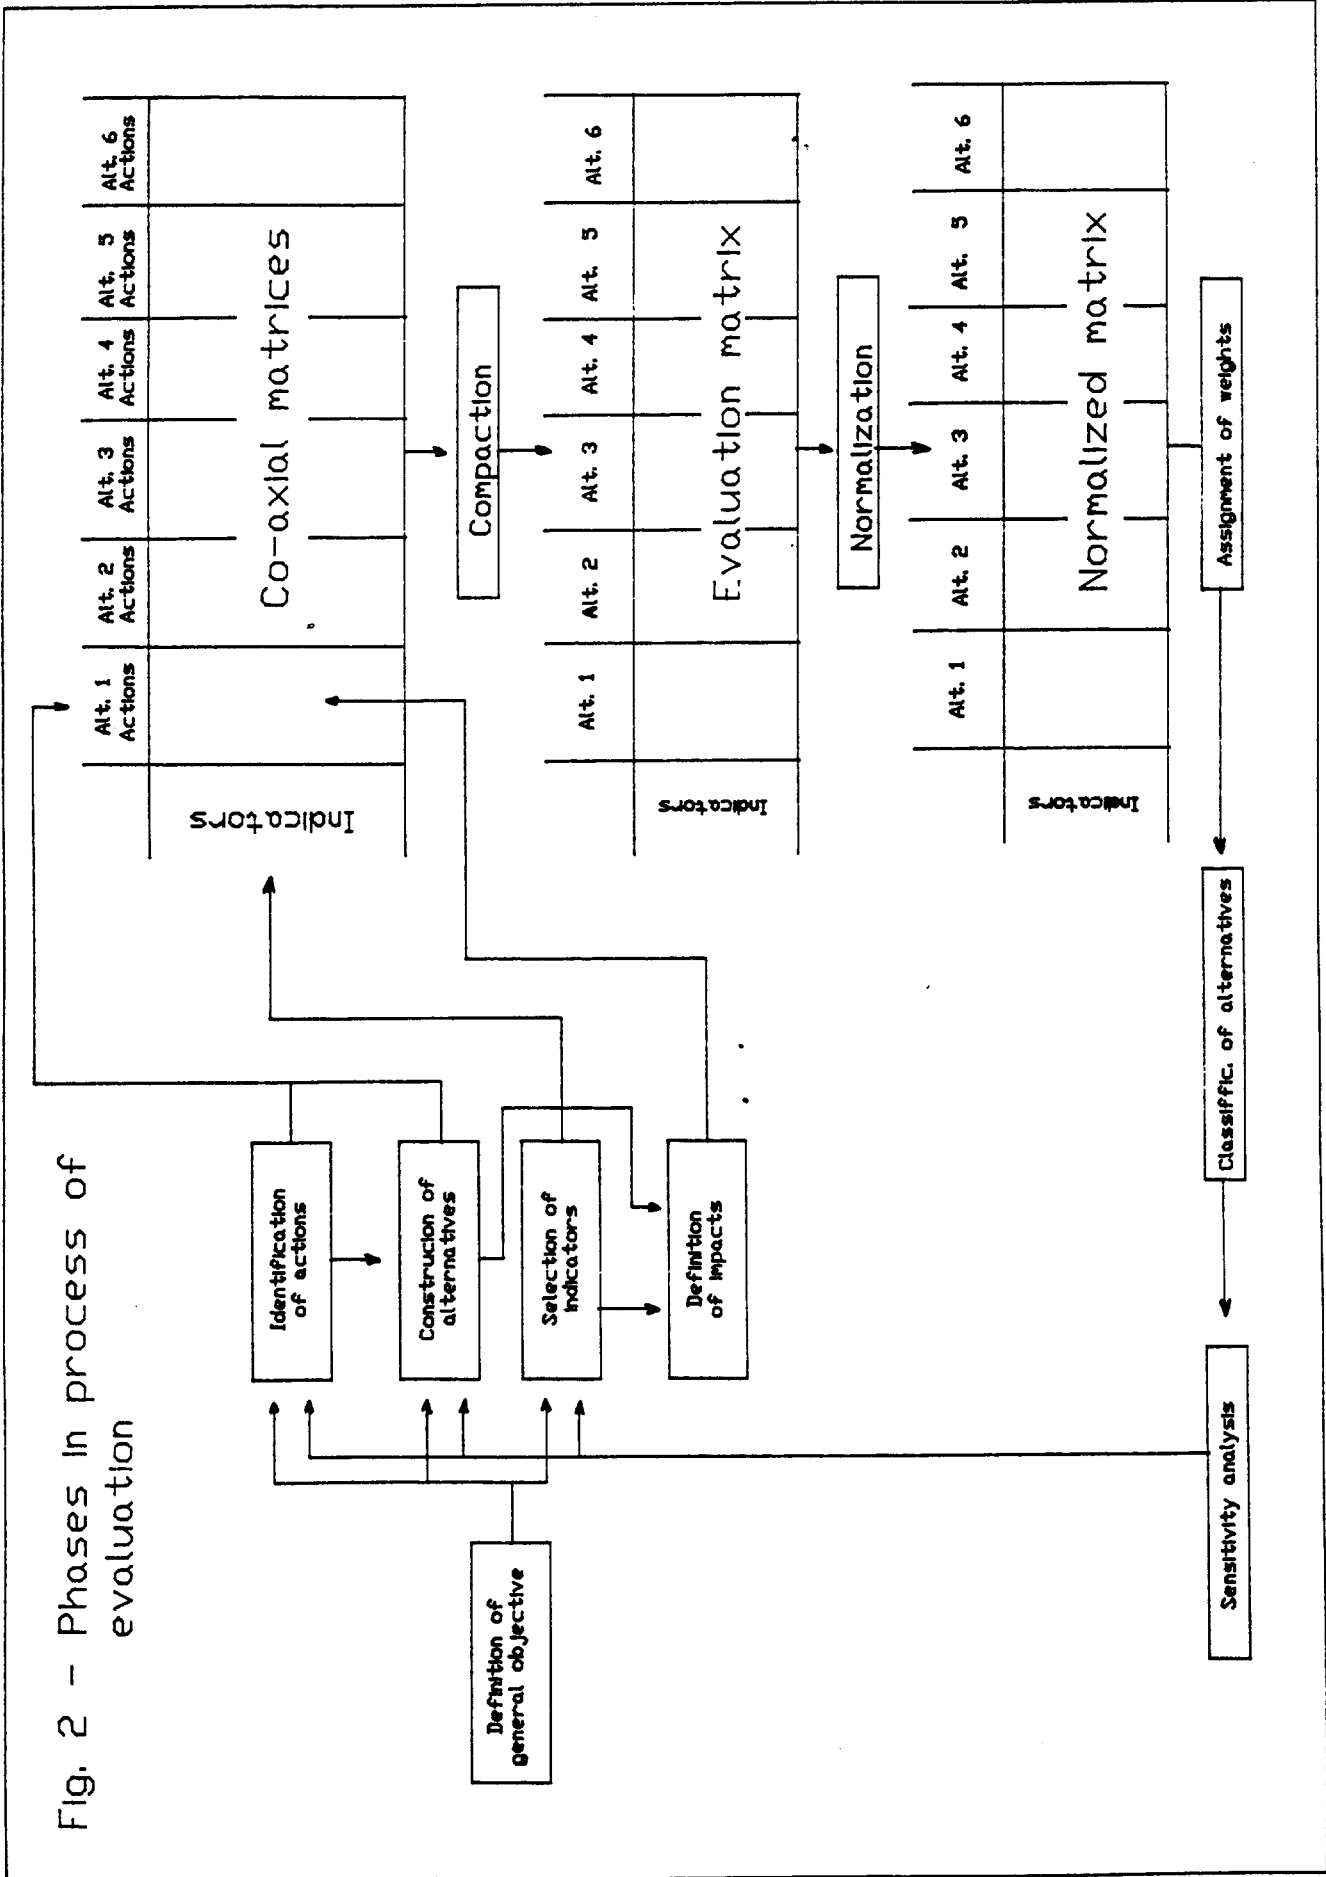 Fig. 2 - Phases in process of
evaluation
Definition of
general objective
Identification
of actions
Construcion of
alternatives
Selection of
indicators
Definition
of impacts
Alt. 1
Actions
Alt. 2
Actions
Alt. 3
Actions
Alt. 4
Actions
Alt. 5
Actions
Alt. 6
Actions
Indicators
Co-axial matrices
Compaction
Alt. 1
Alt. 2
Alt. 3
Alt. 4
Alt. 5
Alt. 6
Indicators
Evaluation matrix
Normalization
Alt. 1
Alt. 2
Alt. 3
Alt. 4
Alt. 5
Alt. 6
Indicators
Normalized matrix
Assignment of weights
Classiffic. of alternatives
Sensitivity analysis